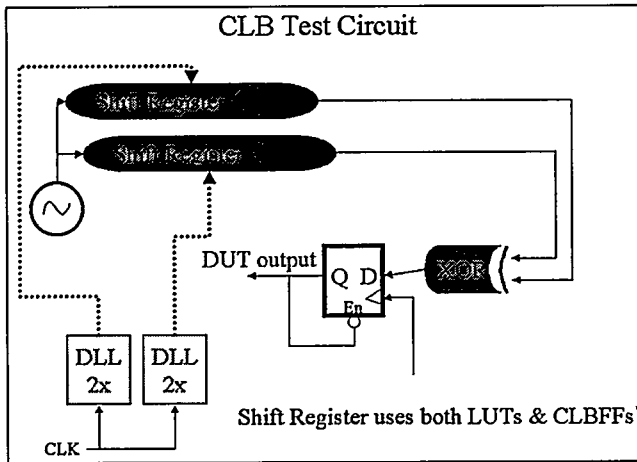 CLB Test Circuit
Shift Register
Shift Register
DUT output
Q D
En
XOR
DLL
2x
DLL
2x
CLK
Shift Register uses both LUTs & CLBFFs